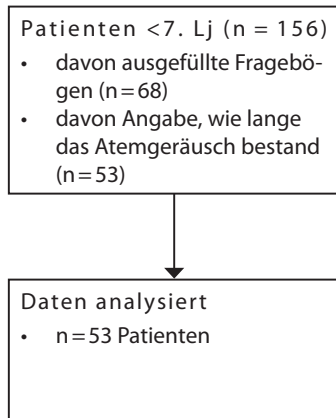 Patienten <7. Lj (n = 156)
• davon ausgefüllte Fragebö-
gen (n=68)
• davon Angabe, wie lange
das Atemgeräusch bestand
(n=53)
Daten analysiert
• n=53 Patienten